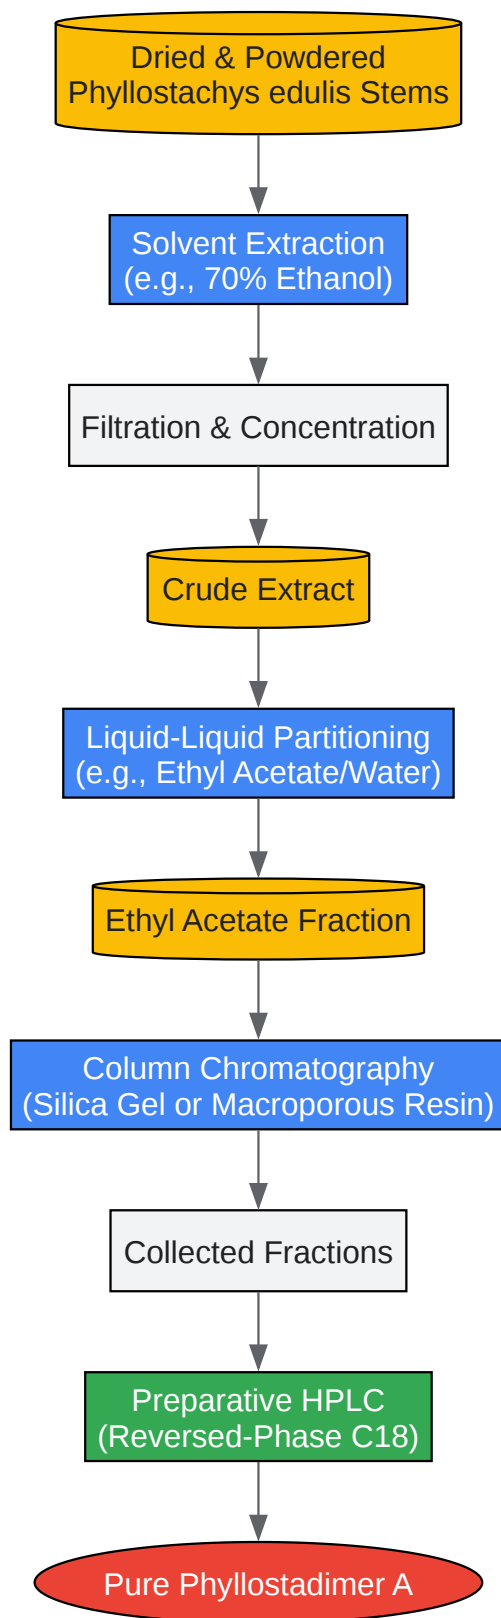 Dried & Powdered
Phyllostachys edulis Stems
Solvent Extraction
(e.g., 70% Ethanol)
Filtration & Concentration
Crude Extract
Liquid-Liquid Partitioning
(e.g., Ethyl Acetate/Water)
Ethyl Acetate Fraction
Column Chromatography
(Silica Gel or Macroporous Resin)
Collected Fractions
Preparative HPLC
(Reversed-Phase C18)
Pure Phyllostadimer A